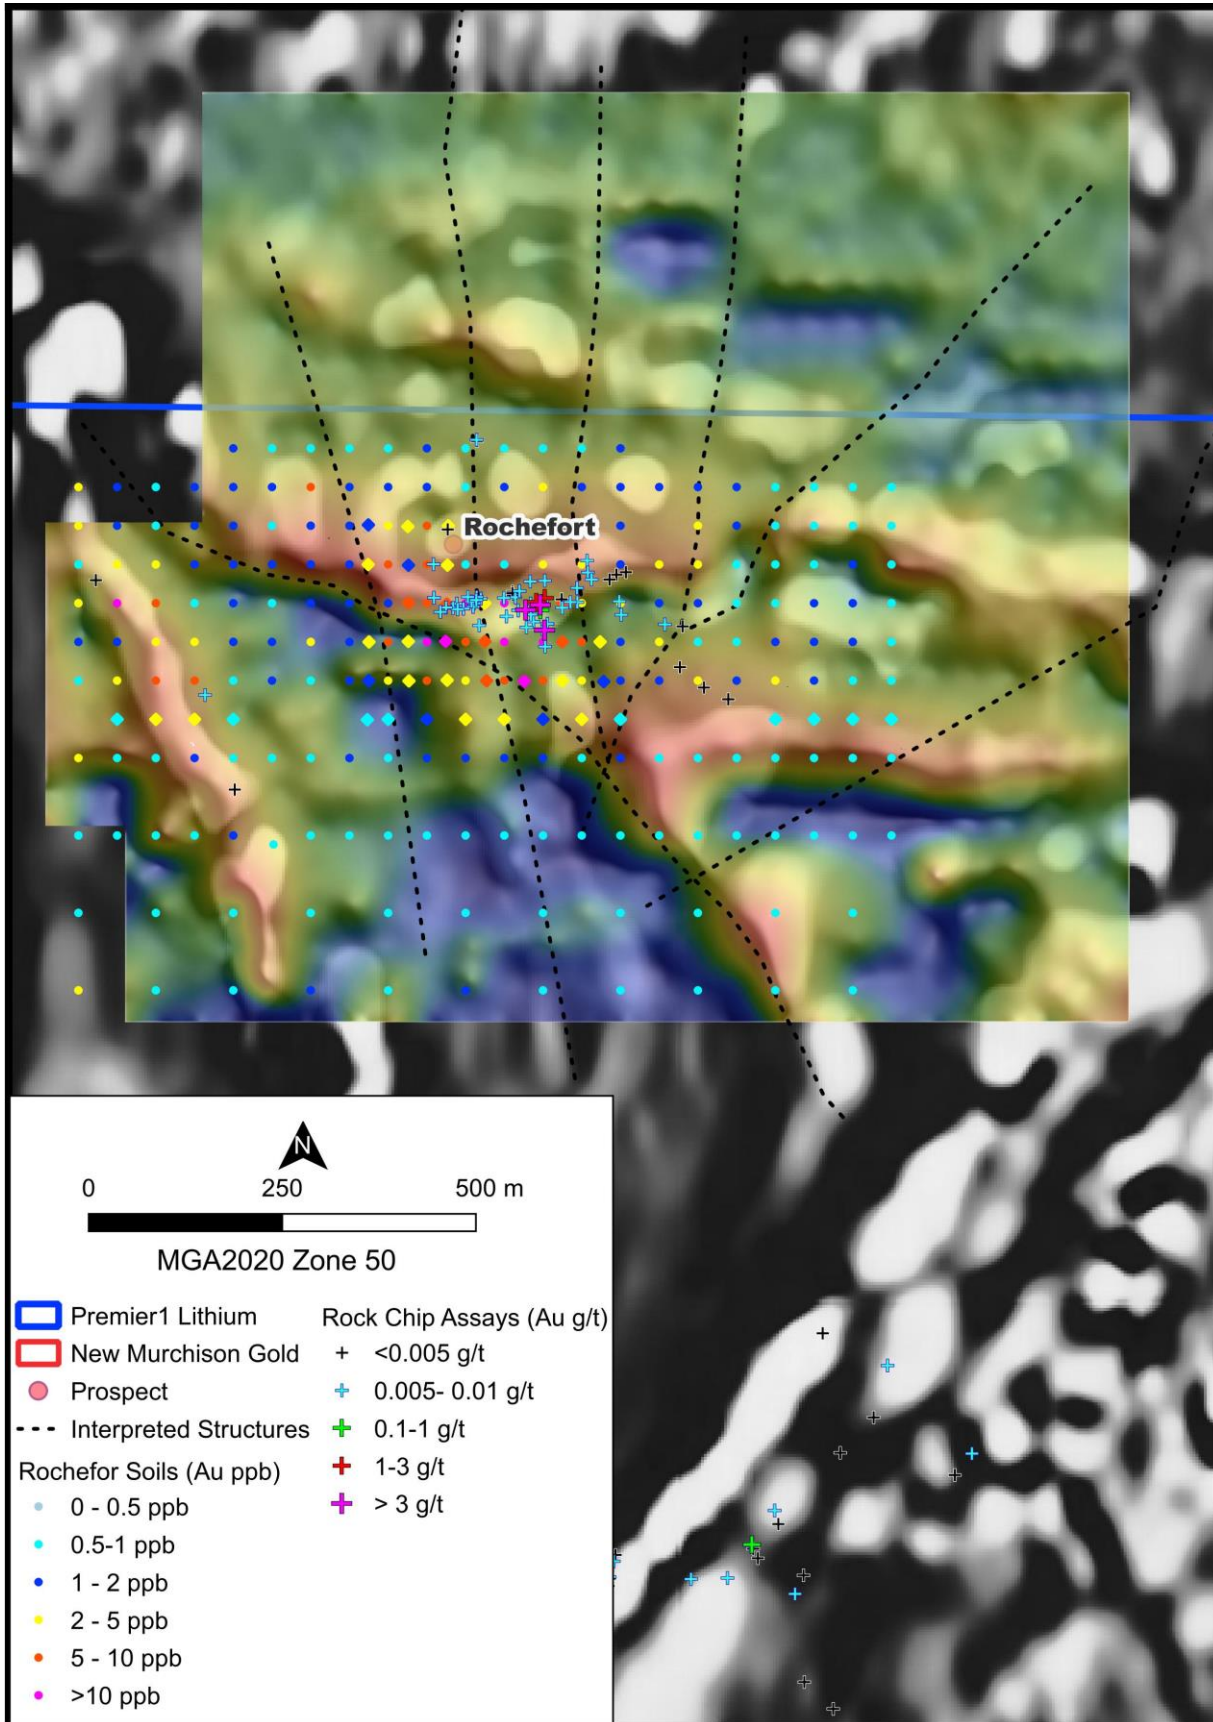 Rochefort
N
0 250 500 m
MGA2020 Zone 50
Premier1 Lithium
New Murchison Gold
Prospect
Interpreted Structures
Rochefor Soils (Au ppb)
0 - 0.5 ppb
0.5-1 ppb
1 - 2 ppb
2 - 5 ppb
5 - 10 ppb
>10 ppb
Rock Chip Assays (Au g/t)
<0.005 g/t
0.005- 0.01 g/t
0.1-1 g/t
1-3 g/t
> 3 g/t